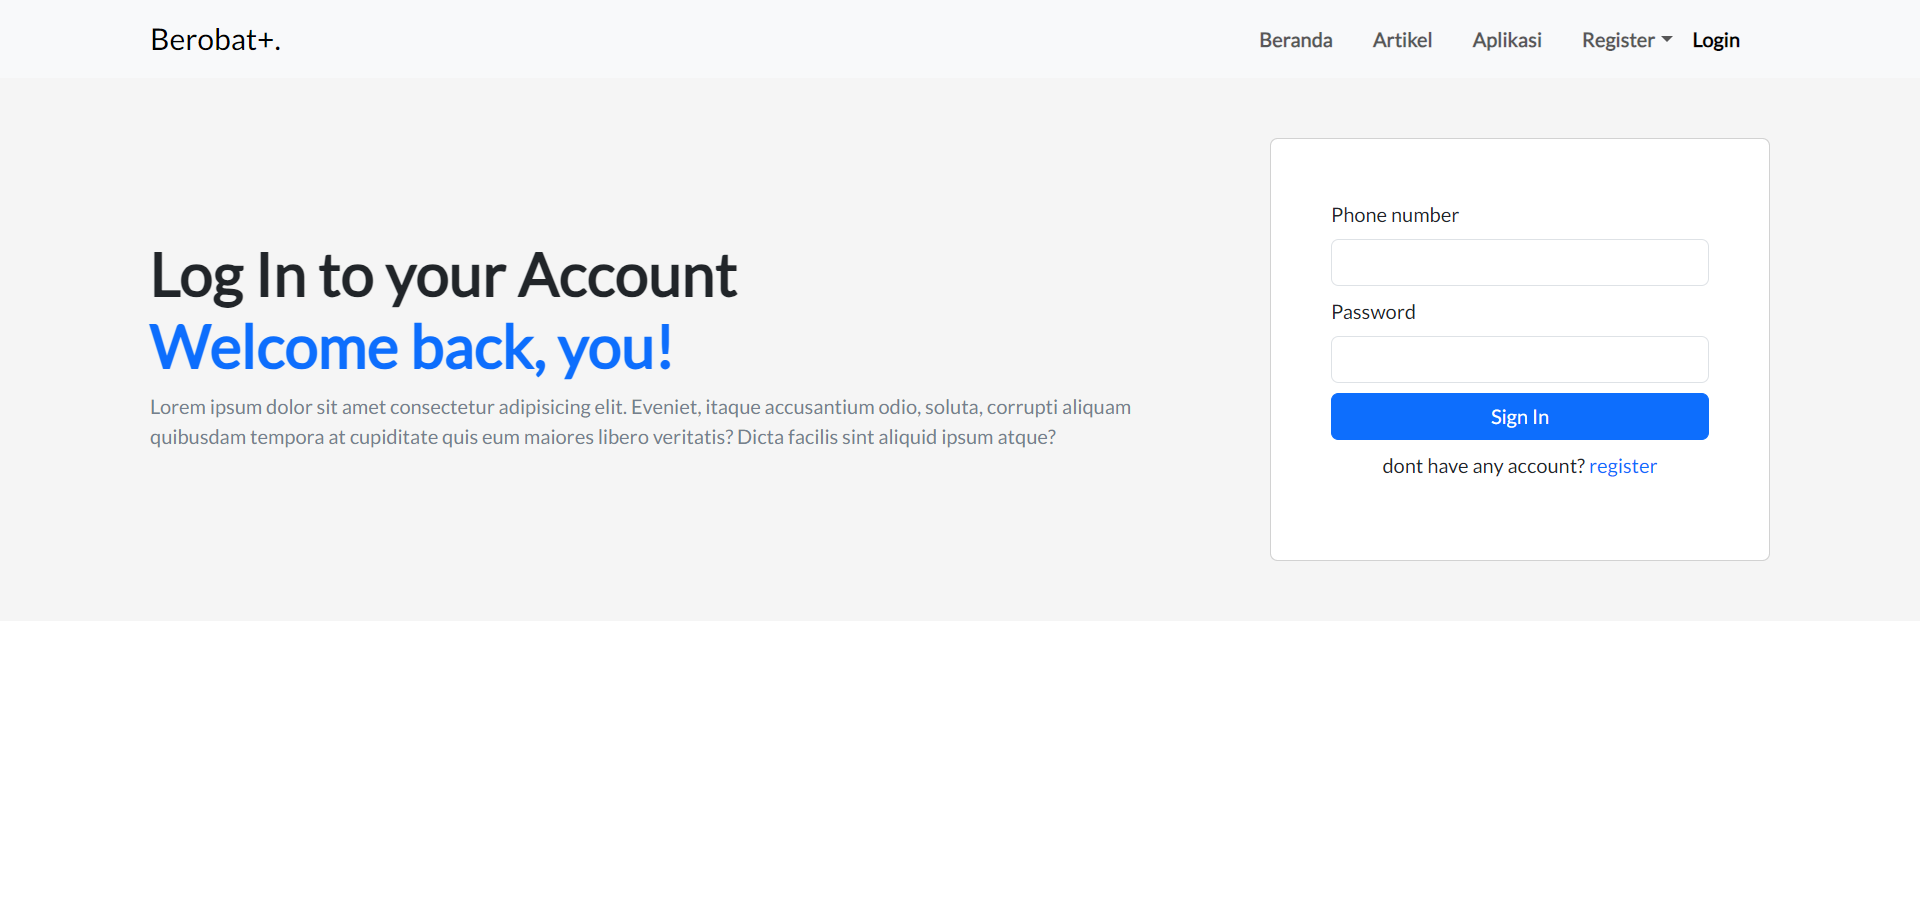 Berobat+.
Beranda Artikel Aplikasi Register Login
Log In to your Account
Welcome back, you!
Lorem ipsum dolor sit amet consectetur adipisicing elit. Eveniet, itaque accusantium odio, soluta, corrupti aliquam
quibusdam tempora at cupiditate quis eum maiores libero veritatis? Dicta facilis sint aliquid ipsum atque?
Phone number
Password
Sign In
dont have any account? register